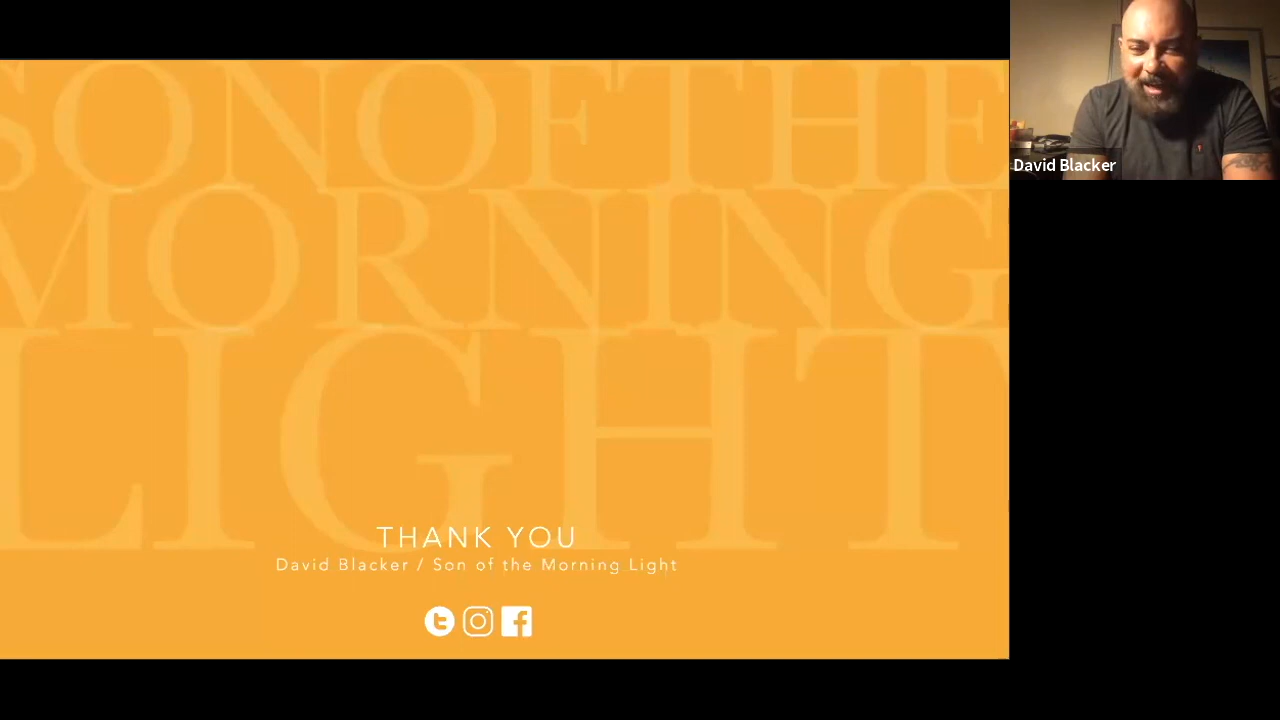 SON OF THE
MORNING
LIGHT
THANK YOU
David Blacker / Son of the Morning Light
David Blacker